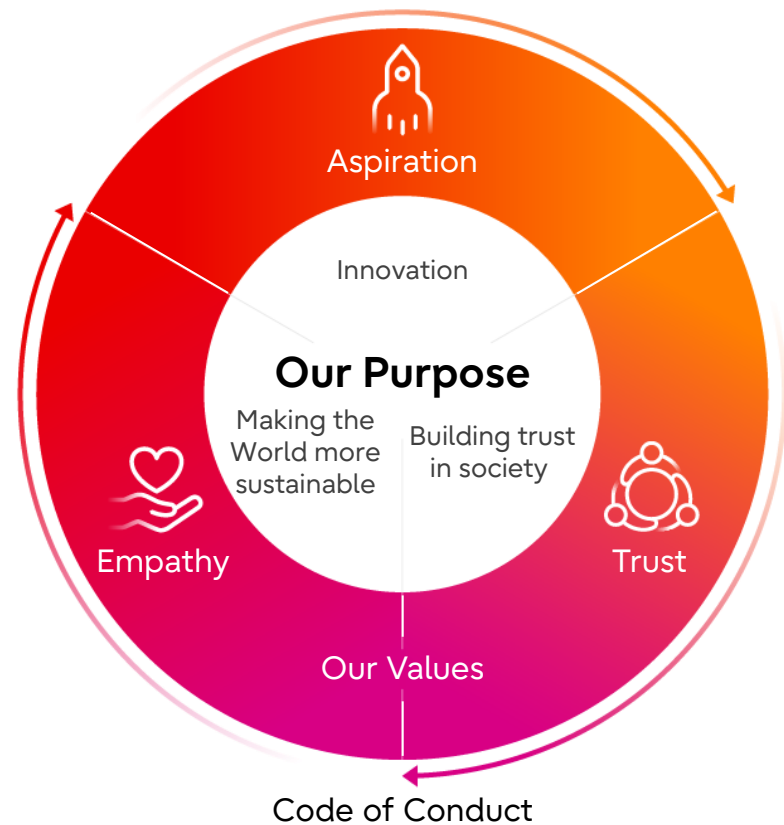 Aspiration
Innovation
Our Purpose
Making the
World more
sustainable
Building trust
in society
Empathy
Trust
Our Values
Code of Conduct